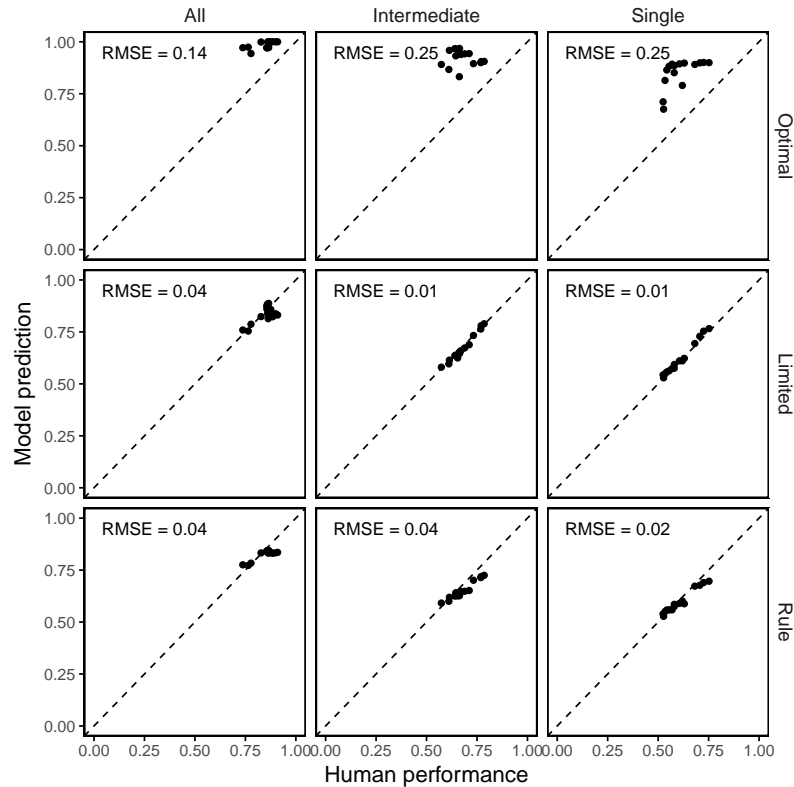 All Intermediate Single
RMSE = 0.14
RMSE = 0.25
RMSE = 0.25
1.00
0.75
0.50
0.25
0.00
Optimal
RMSE = 0.04
RMSE = 0.01
RMSE = 0.01
1.00
0.75
0.50
0.25
0.00
Limited
RMSE = 0.04
RMSE = 0.04
RMSE = 0.02
1.00
0.75
0.50
0.25
0.00
Rule
Model prediction
0.00 0.25 0.50 0.75 1.00 0.00 0.25 0.50 0.75 1.00 0.00 0.25 0.50 0.75 1.00
Human performance